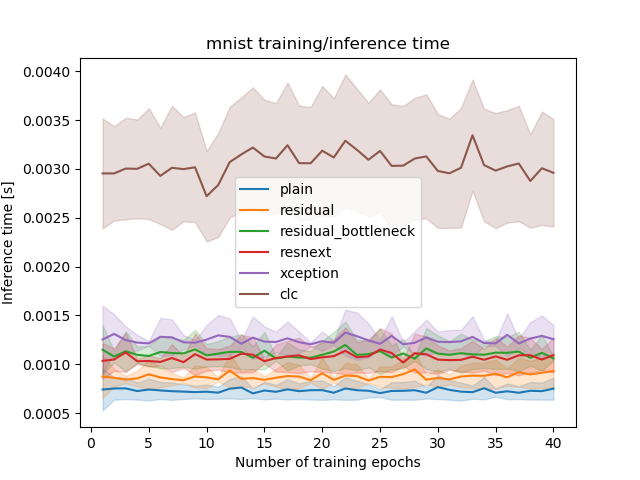 mnist training/inference time
Inference time [s]
0.0040
0.0035
0.0030
0.0025
0.0020
0.0015
0.0010
0.0005
plain
residual
residual_bottleneck
resnext
xception
clc
0 5 10 15 20 25 30 35 40
Number of training epochs